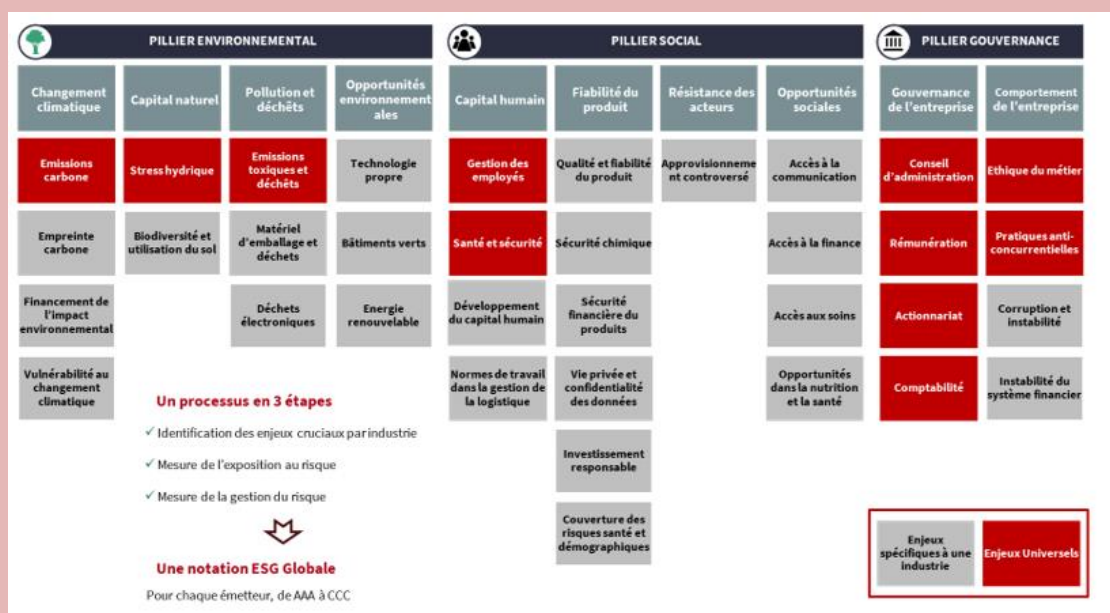 PILLIER ENVIRONNEMENTAL
Changement
climatique
Capital naturel
Pollution et
déchêts
Opportunités
environnement
ales
Emissions
carbone
Stress hydrique
Emissions
toxiques et
déchêts
Technologie
propre
Empreinte
carbone
Biodiversité et
utilisation du sol
Matériel
d'emballage et
déchets
Bâtiments verts
Financement de
l'impact
environnemental
Déchets
électroniques
Energie
renouvelable
Vulnérabilité au
changement
climatique
PILLIER SOCIAL
Capital humain
Fiabilité du
produit
Résistance des
acteurs
Opportunités
sociales
Gestion des
employés
Qualité et fiabilité
du produit
Approvisionneme
nt controversé
Accès à la
communication
Santé et sécurité
Sécurité chimique
Accès à la finance
Développement
du capital humain
Sécurité
financière du
produits
Accès aux soins
Normes de travail
dans la gestion de
la logistique
Vie privée et
confidentialité
des données
Opportunités
dans la nutrition
et la santé
Investissement
responsable
Couverture des
risques santé et
démographiques
PILLIER GOUVERNANCE
Gouvernance
de l'entreprise
Comportement
de l'entreprise
Conseil
d'administration
Ethique du métier
Rémunération
Pratiques anti-
concurrentielles
Actionnariat
Corruption et
instabilité
Comptabilité
Instabilité du
système financier
Un processus en 3 étapes
✓ Identification des enjeux cruciaux par industrie
✓ Mesure de l'exposition au risque
✓ Mesure de la gestion du risque
Une notation ESG Globale
Pour chaque émetteur, de AAA à CCC
Enjeux
spécifiques à une
industrie
Enjeux Universels